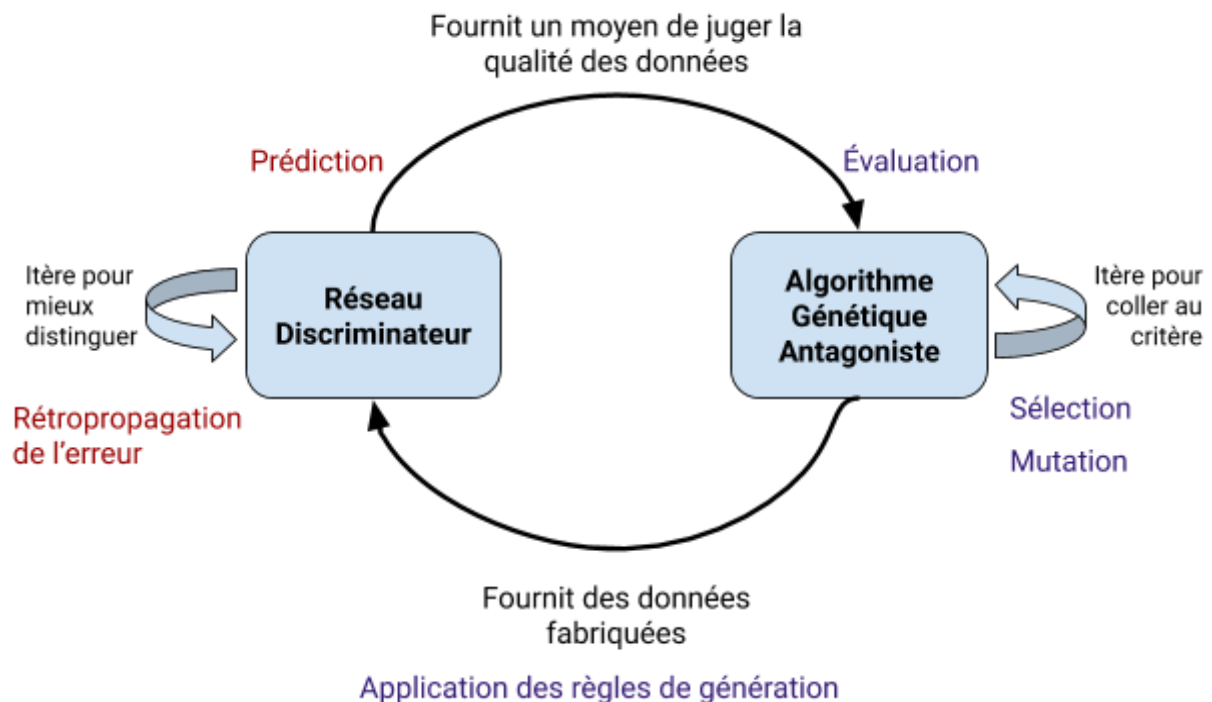 Fournit un moyen de juger la
qualité des données
Prédiction
Évaluation
Itère pour
mieux
distinguer
Réseau
Discriminateur
Algorithme
Génétique
Antagoniste
Itère pour
coller au
critère
Rétropropagation
de l'erreur
Sélection
Mutation
Fournit des données
fabriquées
Application des règles de génération